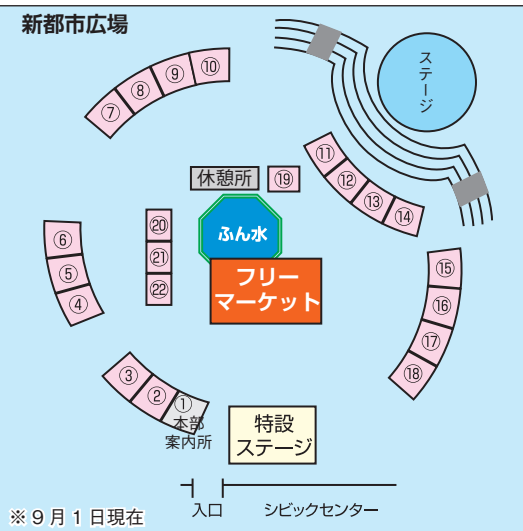 新都市広場
ステージ
⑦
⑧
⑨
⑩
⑪
⑫
⑬
⑭
休憩所
⑲
ふん水
フリー
マーケット
⑳
㉑
㉒
⑥
⑤
④
⑮
⑯
⑰
⑱
③
②
①
本部
案内所
特設
ステージ
入口
シビックセンター
※9月1日現在